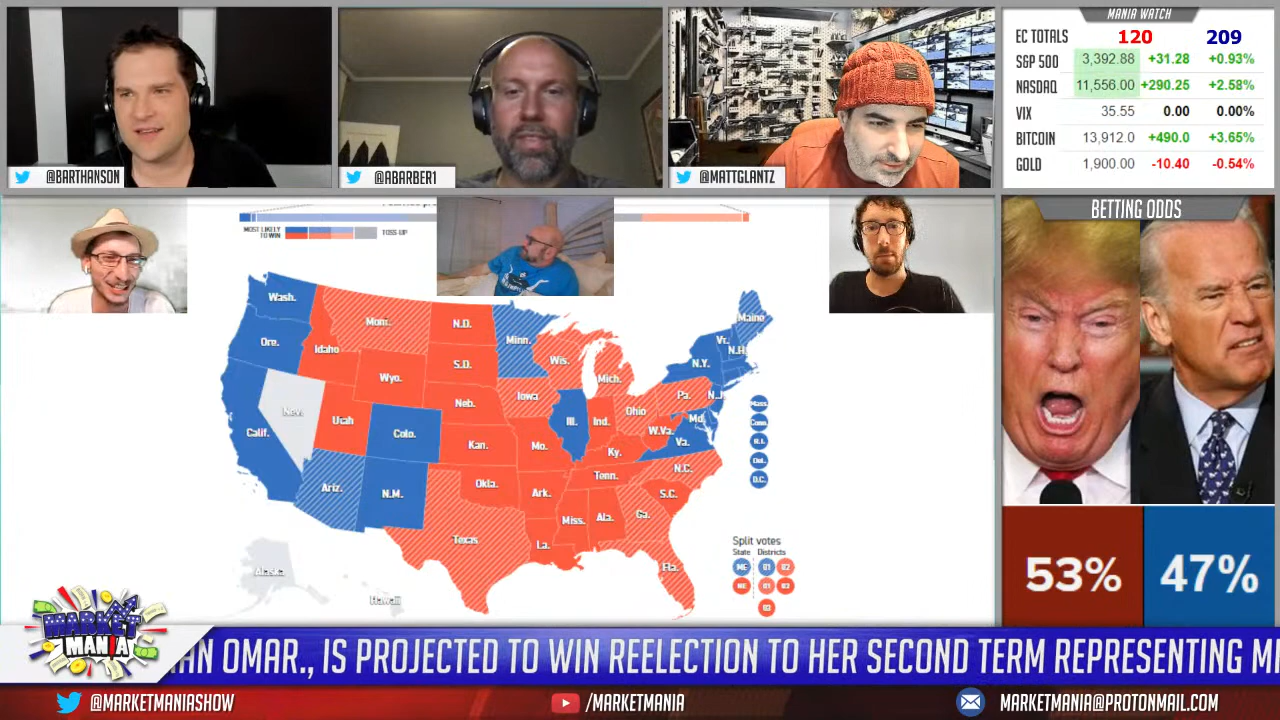 @BARTHANSON
@ABARBER1
@MATTGLANTZ
MANIA WATCH
EC TOTALS 120 209
S&P 500 3,392.88 +31.28 +0.93%
NASDAQ 11,556.00 +290.25 +2.58%
VIX 35.55 0.00 0.00%
BITCOIN 13,912.0 +490.0 +3.65%
GOLD 1,900.00 -10.40 -0.54%
BETTING ODDS
53% 47%
MOST LIKELY
TO WIN
TOSS-UP
Wash.
Ore.
Calif.
Nev.
Idaho
Mont.
Wyo.
Utah
Colo.
Ariz.
N.M.
N.D.
S.D.
Neb.
Kan.
Okla.
Texas
Minn.
Iowa
Mo.
Ark.
La.
Wis.
Ill.
Mich.
Ind.
Ohio
Ky.
Tenn.
Miss.
Ala.
Ga.
Fla.
S.C.
N.C.
Va.
W.Va.
Md.
Pa.
N.J.
N.Y.
Vt.
N.H.
Maine
Mass.
Conn.
R.I.
Del.
D.C.
Alaska
Hawaii
Split votes
State Districts
ME 01 02
NE 01 03
02
MARKET
MANIA
AN OMAR., IS PROJECTED TO WIN REELECTION TO HER SECOND TERM REPRESENTING
@MARKETMANIASHOW
/MARKETMANIA
MARKETMANIA@PROTONMAIL.COM